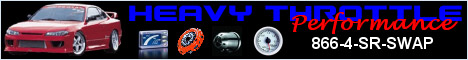 HEAVY THROTTLE
Performance
866-4-SR-SWAP